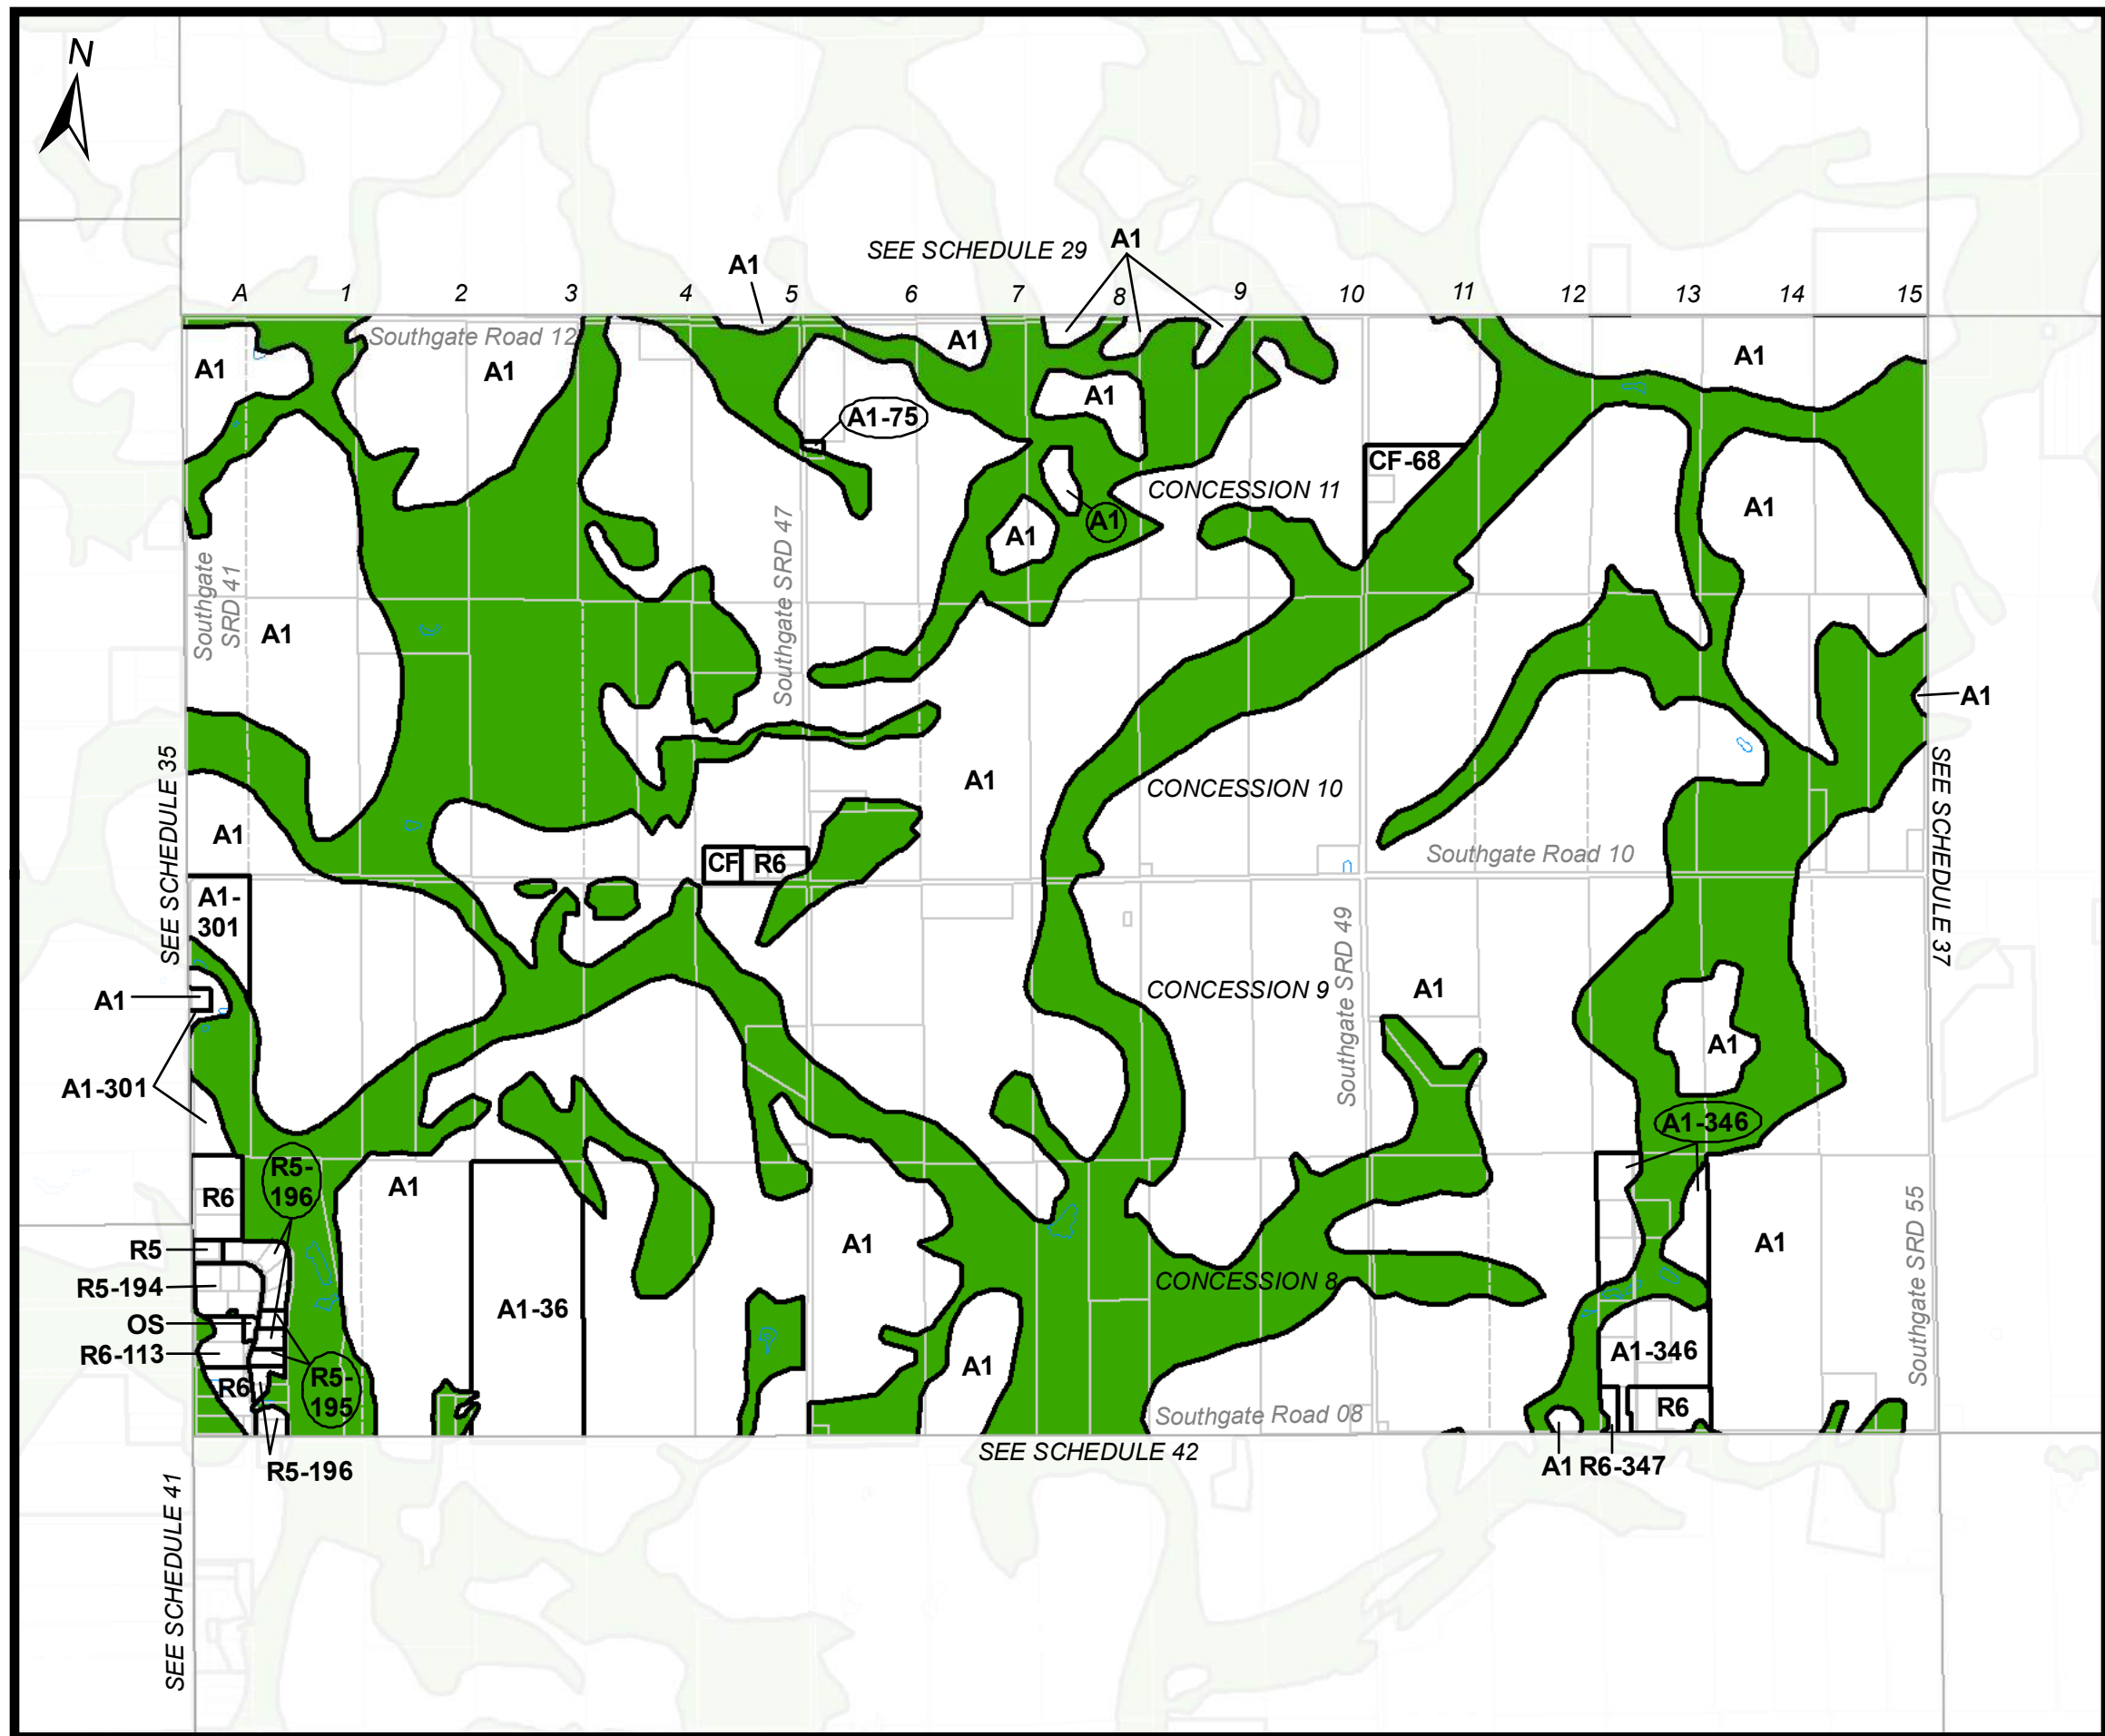 N
SEE SCHEDULE 29
A1
A1
A
1
2
3
4
5
6
7
8
9
10
11
12
13
14
15
Southgate Road 12
A1
A1
A1
A1
A1
A1-75
A1
CF-68
CONCESSION 11
A1
A1
A1
Southgate SRD 47
Southgate
SRD 41
A1
A1
SEE SCHEDULE 35
A1
CONCESSION 10
A1
CF
R6
Southgate Road 10
SEE SCHEDULE 37
A1-
301
A1
CONCESSION 9
A1
Southgate SRD 49
A1
A1-301
A1-346
R5-
196
R6
A1
R5
A1
CONCESSION 8
A1
Southgate SRD 55
R5-194
A1-36
OS
R6-113
A1-346
A1
R6
R5-
195
R6
Southgate Road 08
SEE SCHEDULE 42
R5-196
A1
R6-347
SEE SCHEDULE 41